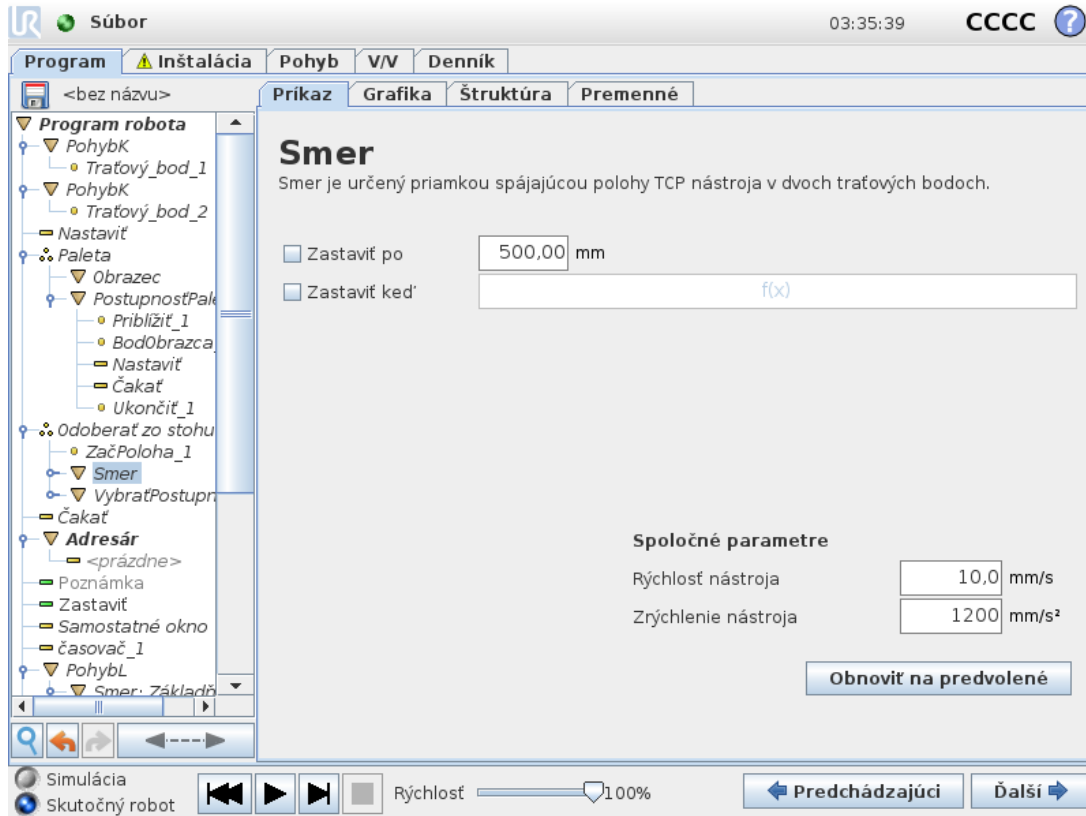 UR Súbor 03:35:39 CCCC ?
Program Inštalácia Pohyb V/V Denník
<bez názvu> Príkaz Grafika Štruktúra Premenné
Program robota
PohybK
Traťový_bod_1
PohybK
Traťový_bod_2
Nastaviť
Paleta
Obrazec
PostupnosťPale
Priblížiť_1
BodObrazca_
Nastaviť
Čakať
Ukončiť_1
Odoberať zo stohu
ZačPoloha_1
Smer
VybraťPostupn
Čakať
Adresár
<prázdne>
Poznámka
Zastaviť
Samostatné okno
časovač_1
PohybL
Smer: Základň
Smer
Smer je určený priamkou spájajúcou polohy TCP nástroja v dvoch traťových bodoch.
Zastaviť po 500,00 mm
Zastaviť keď f(x)
Spoločné parametre
Rýchlosť nástroja 10,0 mm/s
Zrýchlenie nástroja 1200 mm/s²
Obnoviť na predvolené
Simulácia
Skutočný robot
Rýchlosť 100%
Predchádzajúci Ďalší